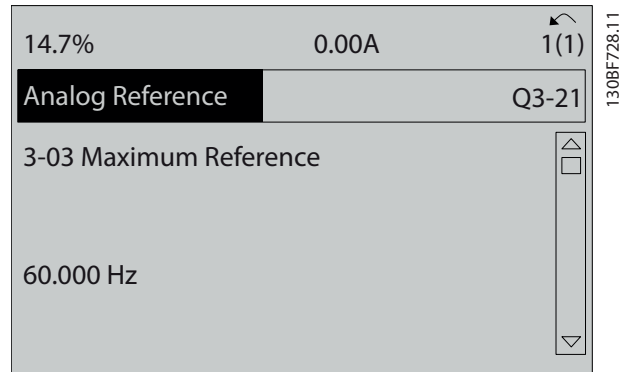 14.7% 0.00A 1(1)
Analog Reference Q3-21
3-03 Maximum Reference
60.000 Hz
130BF728.11